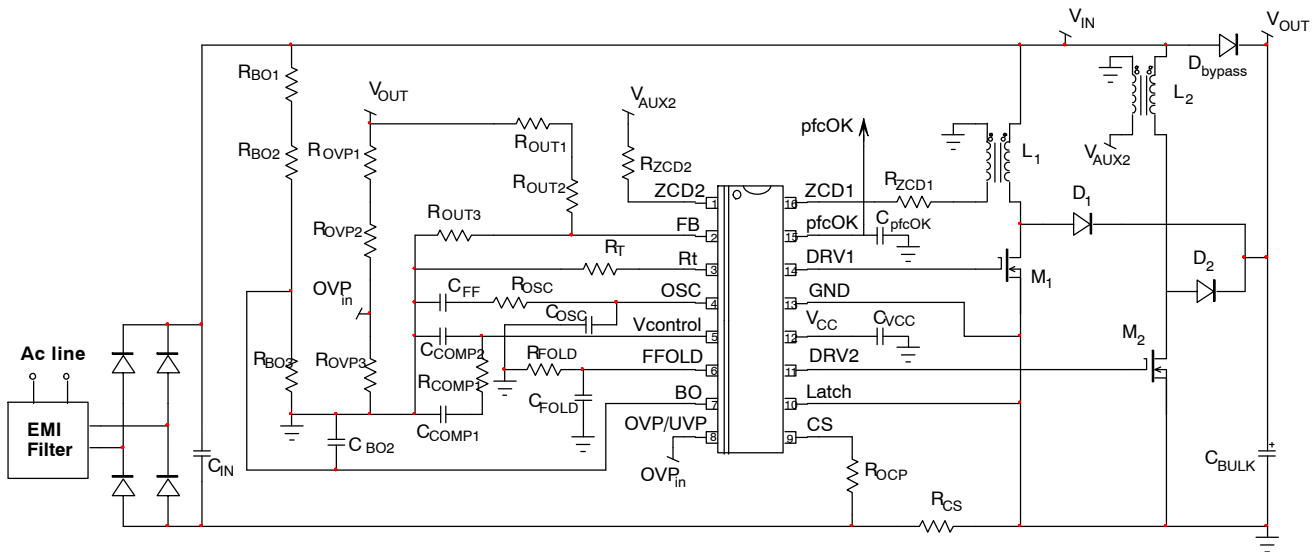 VIN
VOUT
Dbypass
L2
VAUX2
RBO1
VOUT
VAUX2
pfcOK
RBO2
ROVP1
ROUT1
RZCD2
L1
ROUT2
ZCD2
1
16
ZCD1
RZCD1
D1
ROVP2
ROUT3
FB
2
15
pfcOK
CpfcOK
RT
Rt
3
14
DRV1
M1
D2
OVPin
CFF
ROSC
OSC
4
13
GND
COSC
Vcontrol
5
12
VCC
CVCC
M2
Ac line
RBO3
ROVP3
CCOMP2
RFOLD
FFOLD
6
11
DRV2
RCOMP1
CFOLD
BO
7
10
Latch
EMI
Filter
CIN
CBO2
CCOMP1
OVP/UVP
8
9
CS
OVPin
ROCP
CBULK
+
RCS